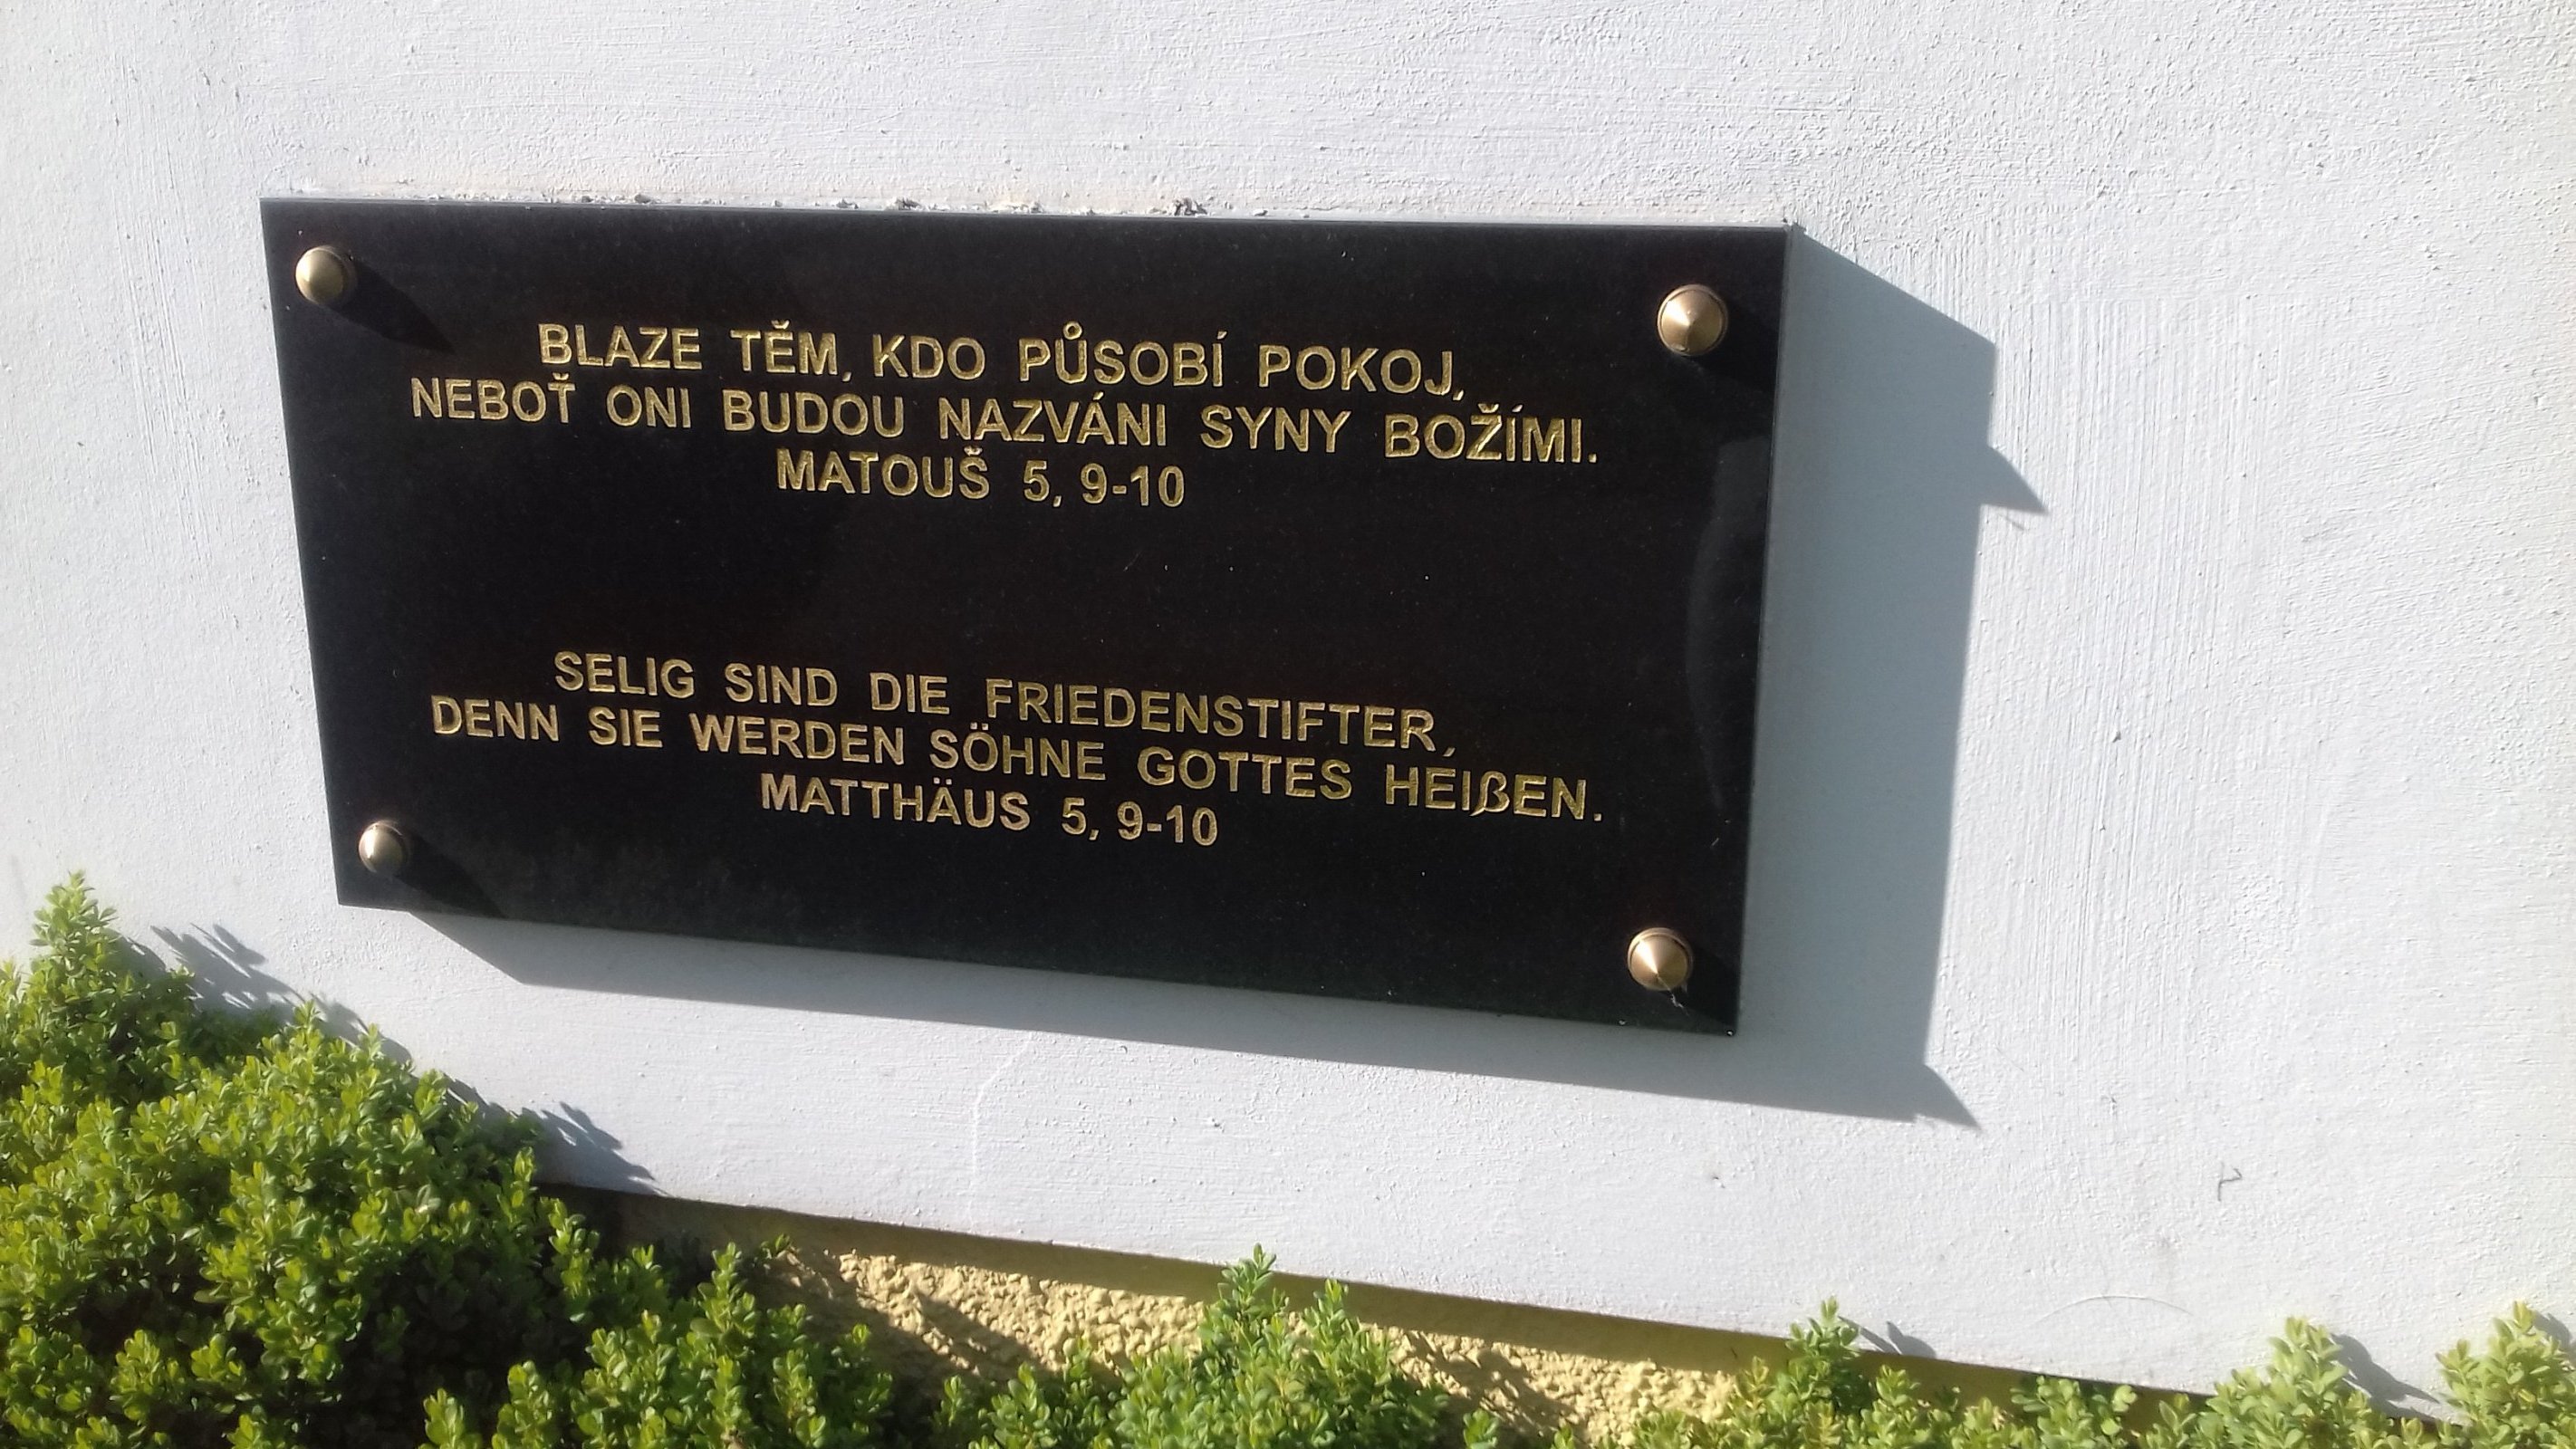 BLAZE TĚM, KDO PŮSOBÍ POKOJ,
NEBOŤ ONI BUDOU NAZVÁNI SYNY BOŽÍMI.
MATOUŠ 5, 9-10
SELIG SIND DIE FRIEDENSTIFTER,
DENN SIE WERDEN SÖHNE GOTTES HEIßEN.
MATTHÄUS 5, 9-10